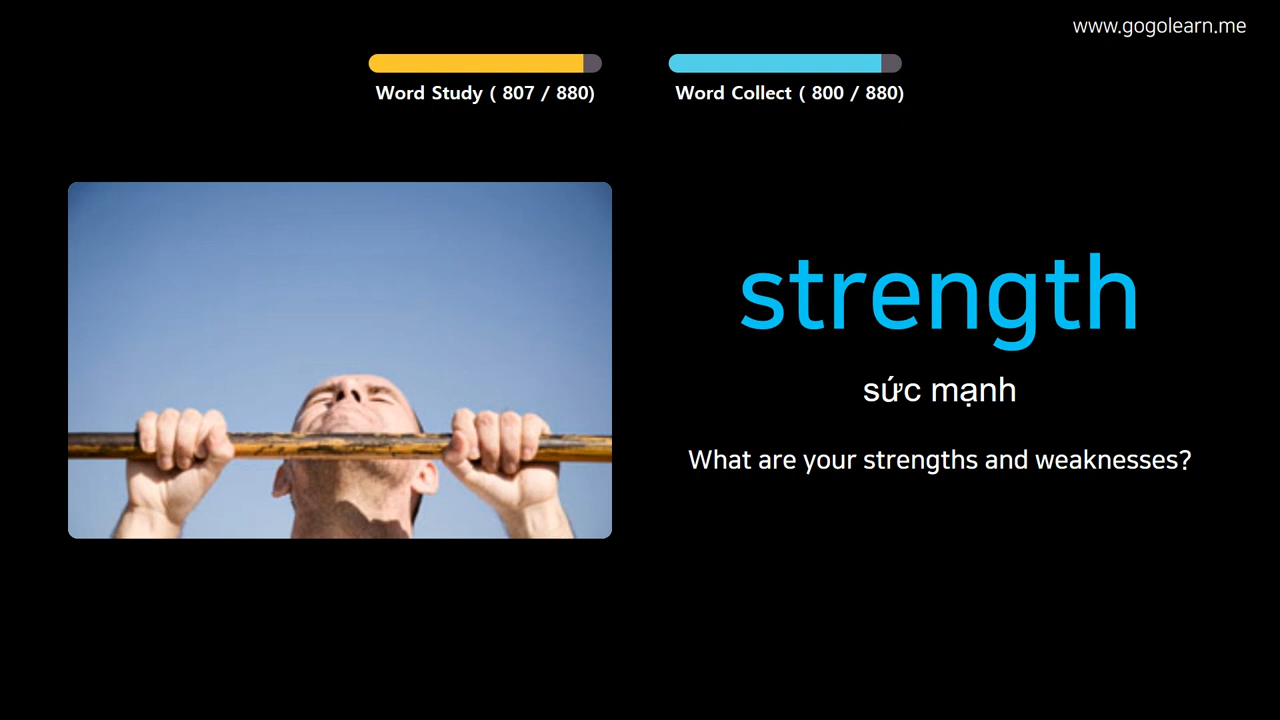 www.gogolearn.me
Word Study ( 807 / 880)
Word Collect ( 800 / 880)
strength
sức mạnh
What are your strengths and weaknesses?